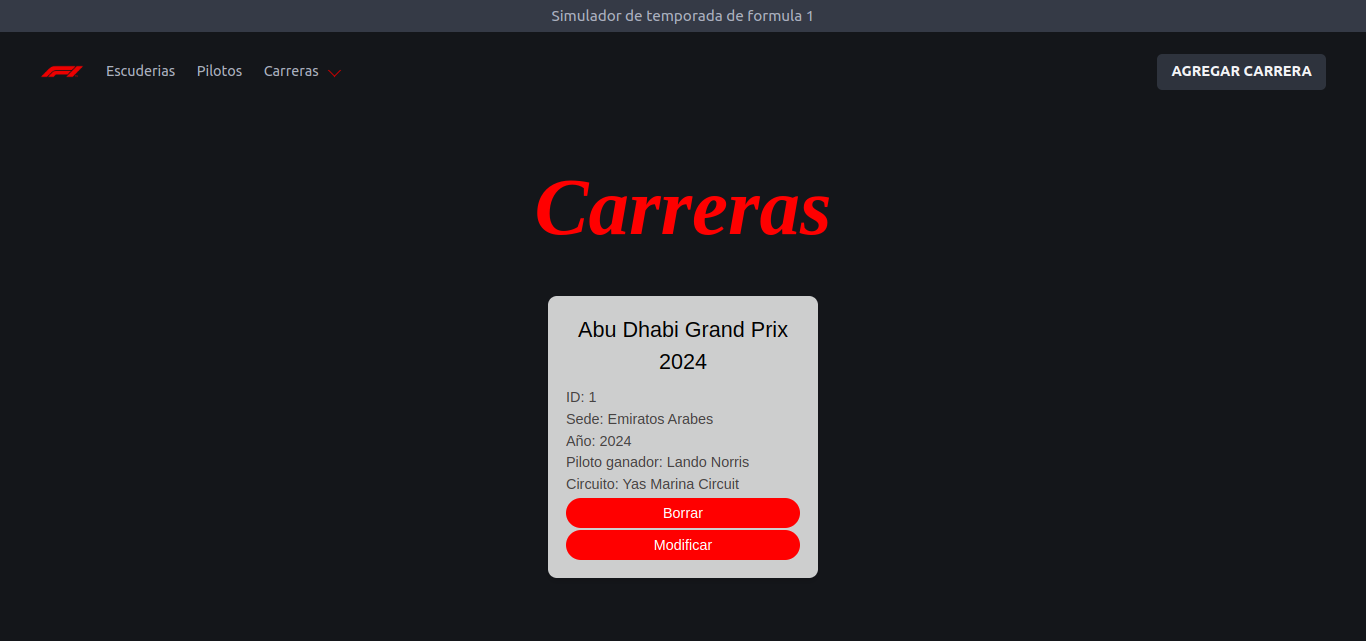 Simulador de temporada de formula 1
F1 Escuderias Pilotos Carreras AGREGAR CARRERA
Carreras
Abu Dhabi Grand Prix
2024
ID: 1
Sede: Emiratos Arabes
Año: 2024
Piloto ganador: Lando Norris
Circuito: Yas Marina Circuit
Borrar
Modificar